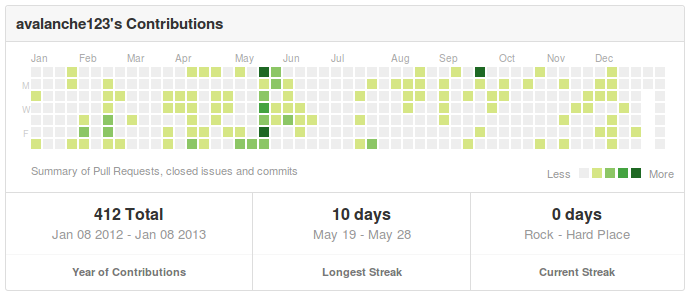 avalanche123's Contributions
Jan Feb Mar Apr May Jun Jul Aug Sep Oct Nov Dec
M
W
F
Summary of Pull Requests, closed issues and commits
Less More
412 Total
Jan 08 2012 - Jan 08 2013
Year of Contributions
10 days
May 19 - May 28
Longest Streak
0 days
Rock - Hard Place
Current Streak